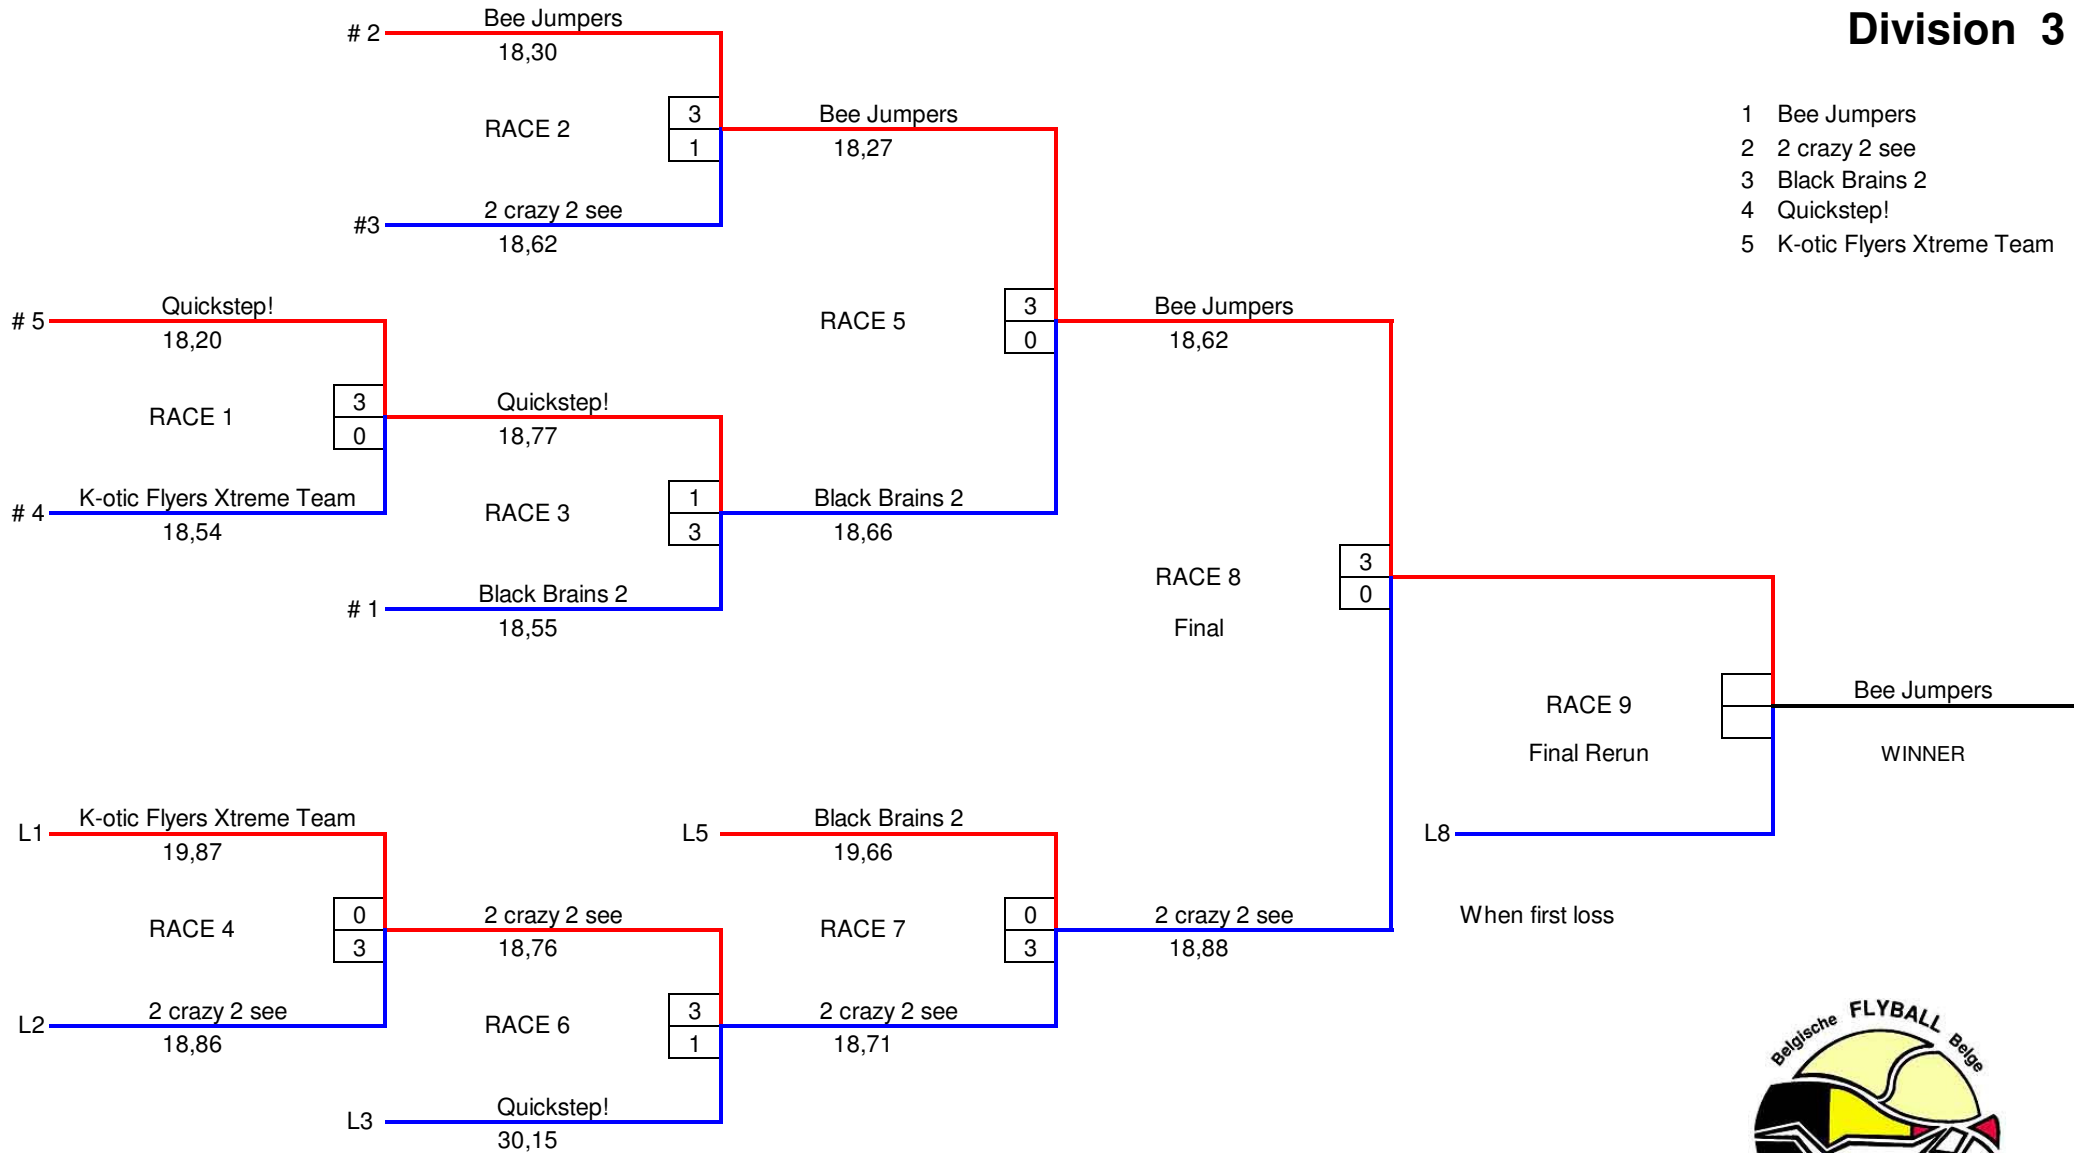 Division 3
1 Bee Jumpers
2 2 crazy 2 see
3 Black Brains 2
4 Quickstep!
5 K-otic Flyers Xtreme Team
# 2
Bee Jumpers
18,30
RACE 2
3
1
Bee Jumpers
18,27
#3
2 crazy 2 see
18,62
# 5
Quickstep!
18,20
RACE 1
3
0
Quickstep!
18,77
# 4
K-otic Flyers Xtreme Team
18,54
RACE 3
1
3
Black Brains 2
18,66
# 1
Black Brains 2
18,55
RACE 5
3
0
Bee Jumpers
18,62
RACE 8
Final
3
0
RACE 9
Final Rerun
Bee Jumpers
WINNER
L1
K-otic Flyers Xtreme Team
19,87
RACE 4
0
3
2 crazy 2 see
18,76
L2
2 crazy 2 see
18,86
RACE 6
3
1
2 crazy 2 see
18,71
L3
Quickstep!
30,15
L5
Black Brains 2
19,66
RACE 7
0
3
2 crazy 2 see
18,88
L8
When first loss
Belgische FLYBALL Belge